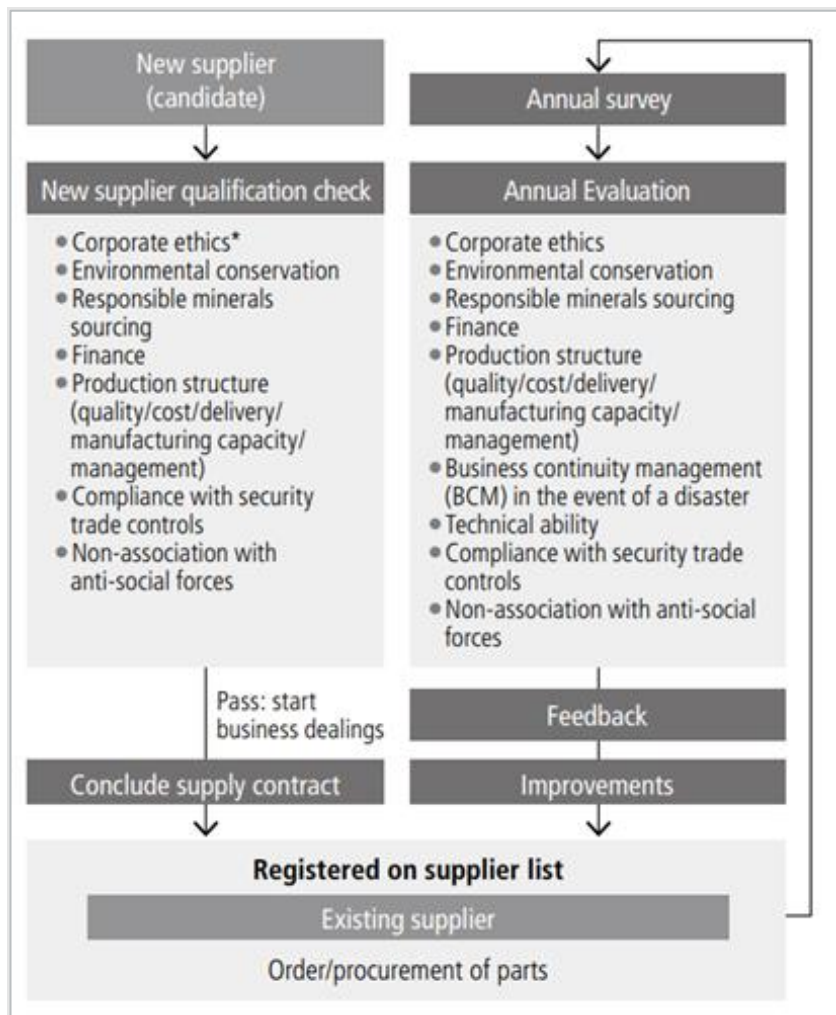 New supplier
(candidate)
New supplier qualification check
● Corporate ethics*
● Environmental conservation
● Responsible minerals
sourcing
● Finance
● Production structure
(quality/cost/delivery/
manufacturing capacity/
management)
● Compliance with security
trade controls
● Non-association with
anti-social forces
Pass: start
business dealings
Conclude supply contract
Annual survey
Annual Evaluation
● Corporate ethics
● Environmental conservation
● Responsible minerals sourcing
● Finance
● Production structure
(quality/cost/delivery/
manufacturing capacity/
management)
● Business continuity management
(BCM) in the event of a disaster
● Technical ability
● Compliance with security trade
controls
● Non-association with anti-social
forces
Feedback
Improvements
Registered on supplier list
Existing supplier
Order/procurement of parts